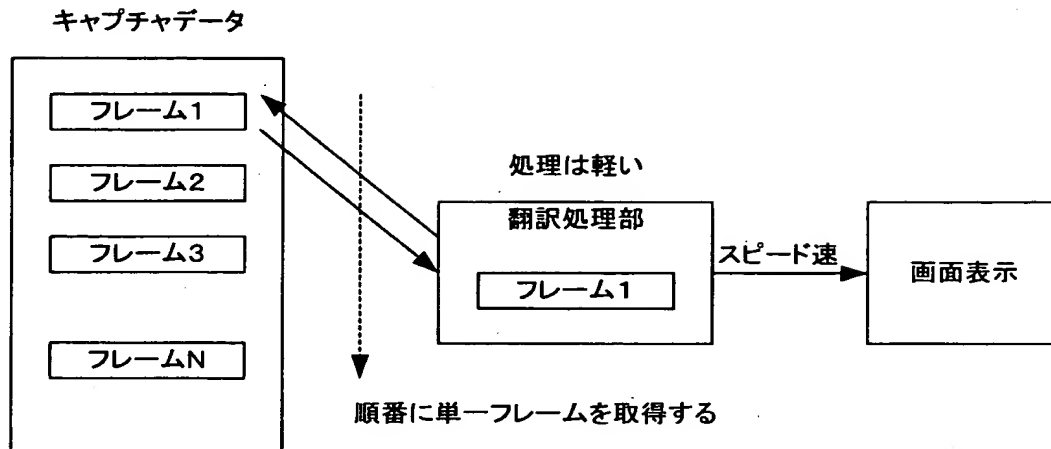 キャプチャデータ
フレーム1
フレーム2
フレーム3
フレームN
処理は軽い
翻訳処理部
フレーム1
スピード速
画面表示
順番に単一フレームを取得する